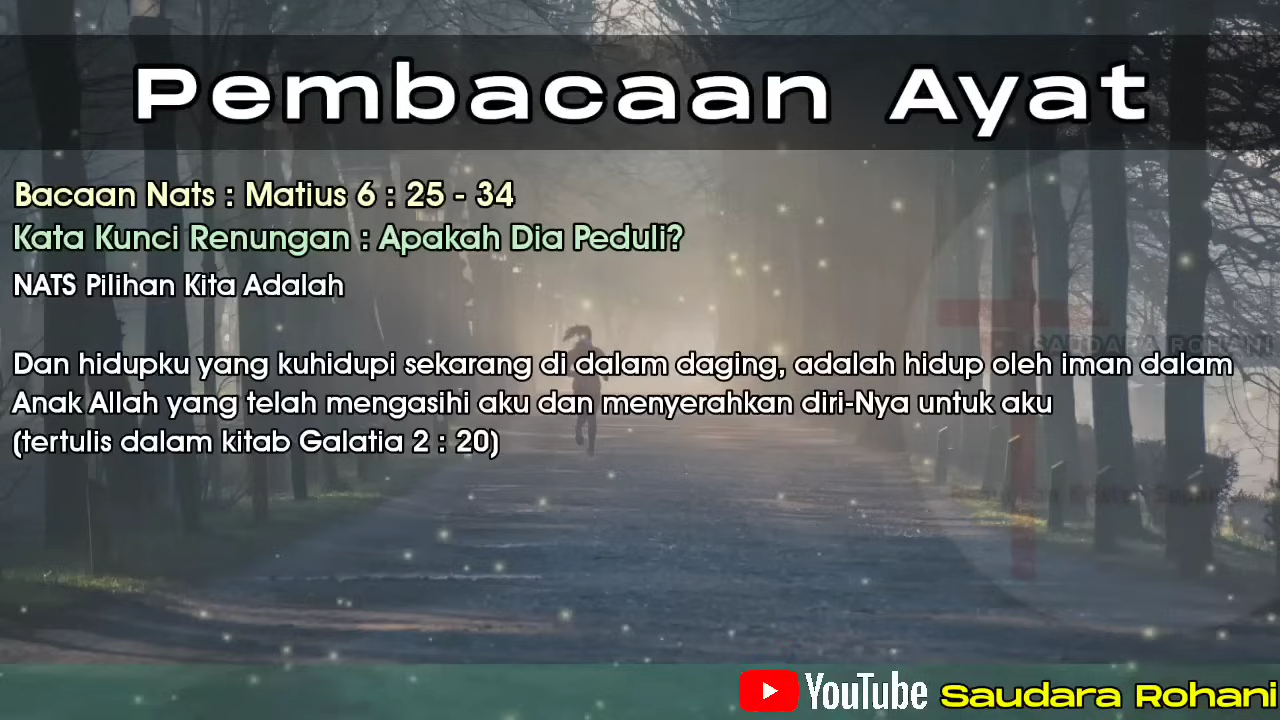 Pembacaan Ayat
Bacaan Nats : Matius 6 : 25 - 34
Kata Kunci Renungan : Apakah Dia Peduli?
NATS Pilihan Kita Adalah
Dan hidupku yang kuhidupi sekarang di dalam daging, adalah hidup oleh iman dalam
Anak Allah yang telah mengasihi aku dan menyerahkan diri-Nya untuk aku
(tertulis dalam kitab Galatia 2 : 20)
SAUDARA ROHANI
YouTube Saudara Rohani